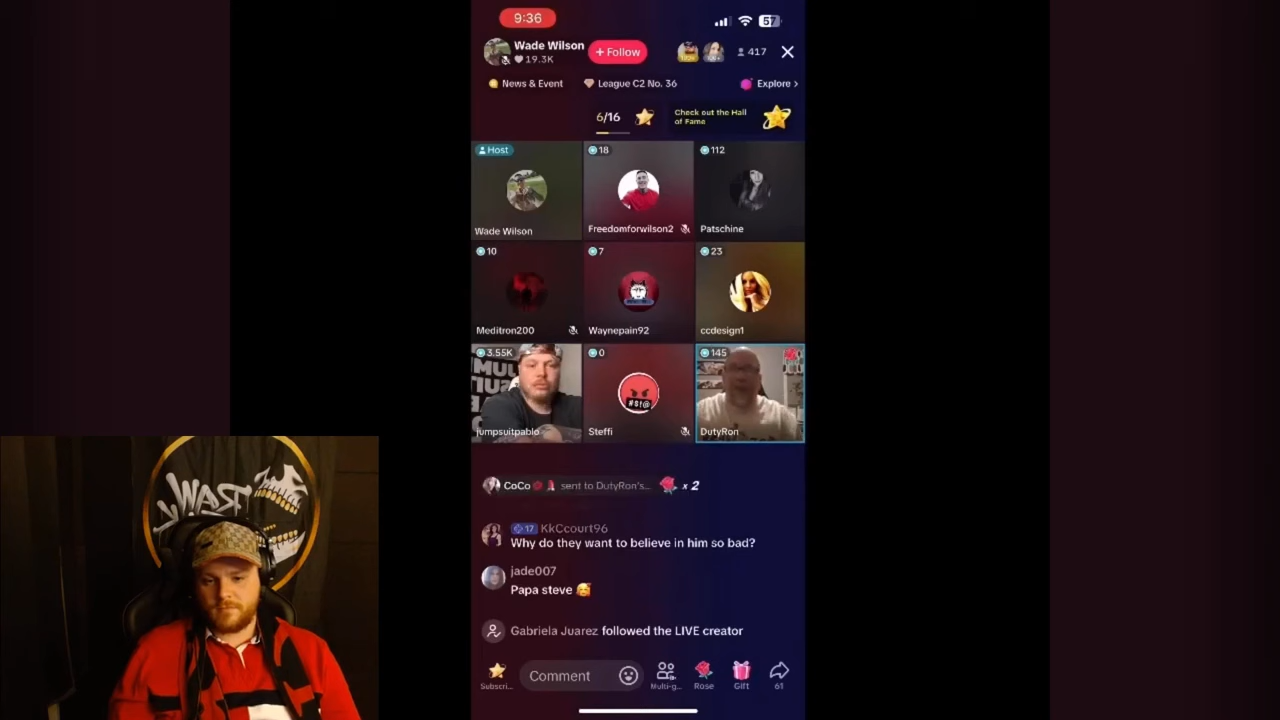 9:36
57
Wade Wilson
19.3K
+ Follow
417
News & Event
League C2 No. 36
Explore >
6/16
Check out the Hall
of Fame
Host
18
112
Wade Wilson
Freedomforwilson2
Patschine
10
7
23
Meditron200
Waynepain92
ccdesign1
3.55K
0
145
#$!@
jumpsuitpablo
Steffi
DutyRon
CoCo sent to DutyRon's... x 2
17 KkCcourt96
Why do they want to believe in him so bad?
jade007
Papa steve 🥰
Gabriela Juarez followed the LIVE creator
Comment
Subscri...
Multi-g...
Rose
Gift
61